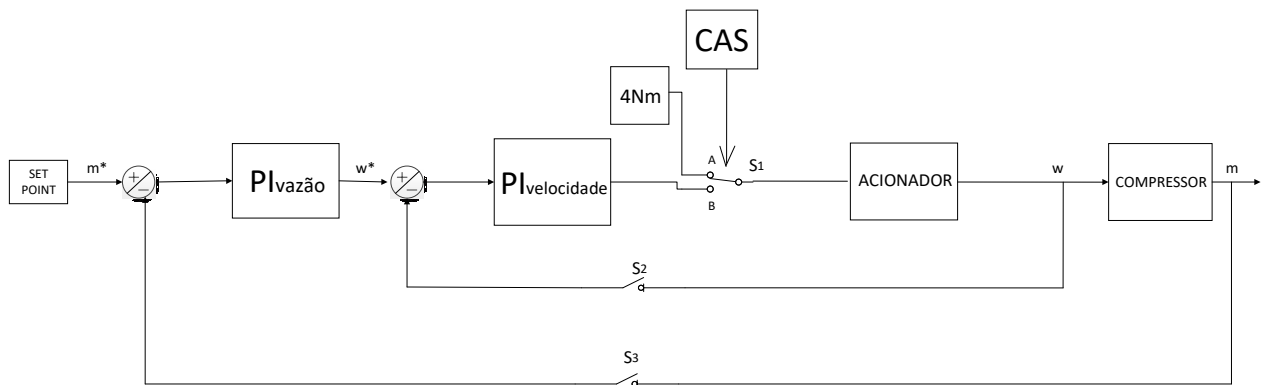 CAS
4Nm
SET
POINT
m*
+
−
PIvazão
w*
+
−
PIvelocidade
A
B
S1
ACIONADOR
w
COMPRESSOR
m
S2
S3